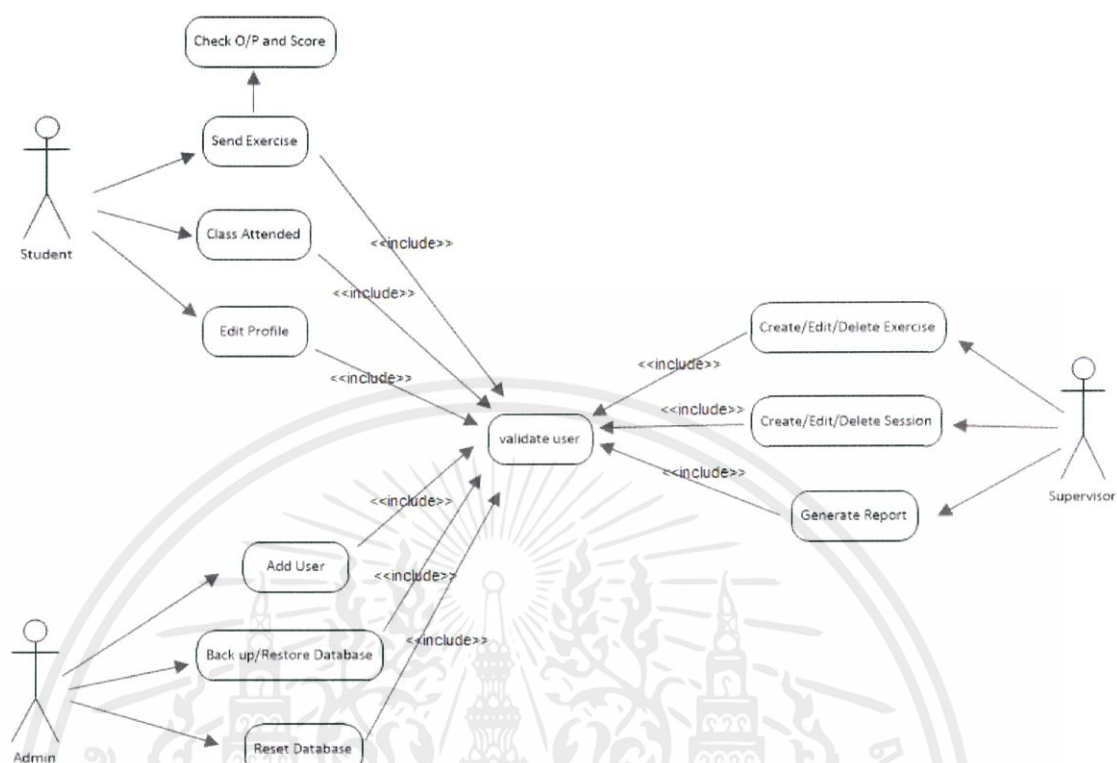 Check O/P and Score
Send Exercise
Student
Class Attended
Edit Profile
<<include>>
<<include>>
<<include>>
validate user
Create/Edit/Delete Exercise
<<include>>
Create/Edit/Delete Session
<<include>>
Generate Report
<<include>>
Supervisor
Add User
<<include>>
Back up/Restore Database
<<include>>
Reset Database
<<include>>
Admin